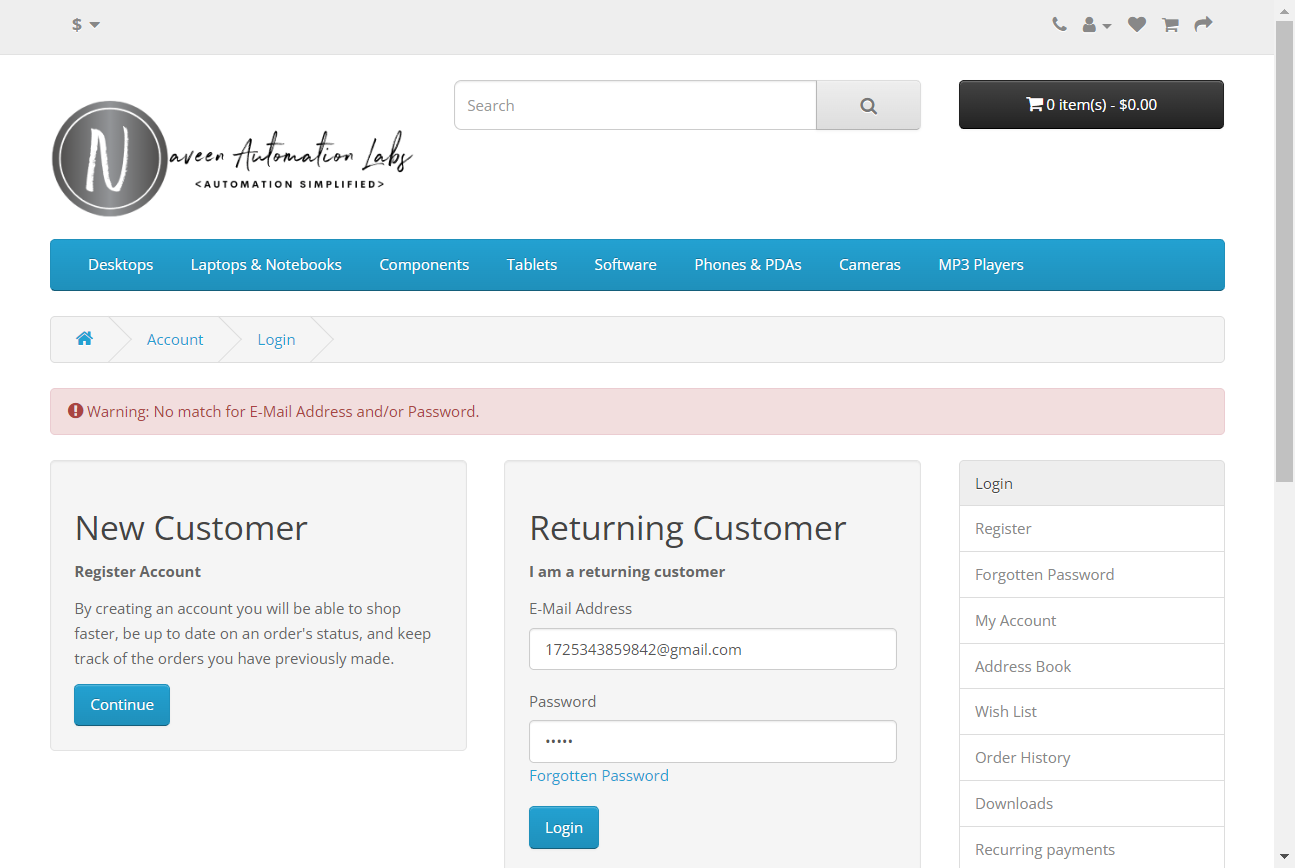 $
Search
0 item(s) - $0.00
N
aveen Automation Labs
<AUTOMATION SIMPLIFIED>
Desktops
Laptops & Notebooks
Components
Tablets
Software
Phones & PDAs
Cameras
MP3 Players
Account
Login
Warning: No match for E-Mail Address and/or Password.
New Customer
Register Account
By creating an account you will be able to shop
faster, be up to date on an order's status, and keep
track of the orders you have previously made.
Continue
Returning Customer
I am a returning customer
E-Mail Address
1725343859842@gmail.com
Password
•••••
Forgotten Password
Login
Login
Register
Forgotten Password
My Account
Address Book
Wish List
Order History
Downloads
Recurring payments